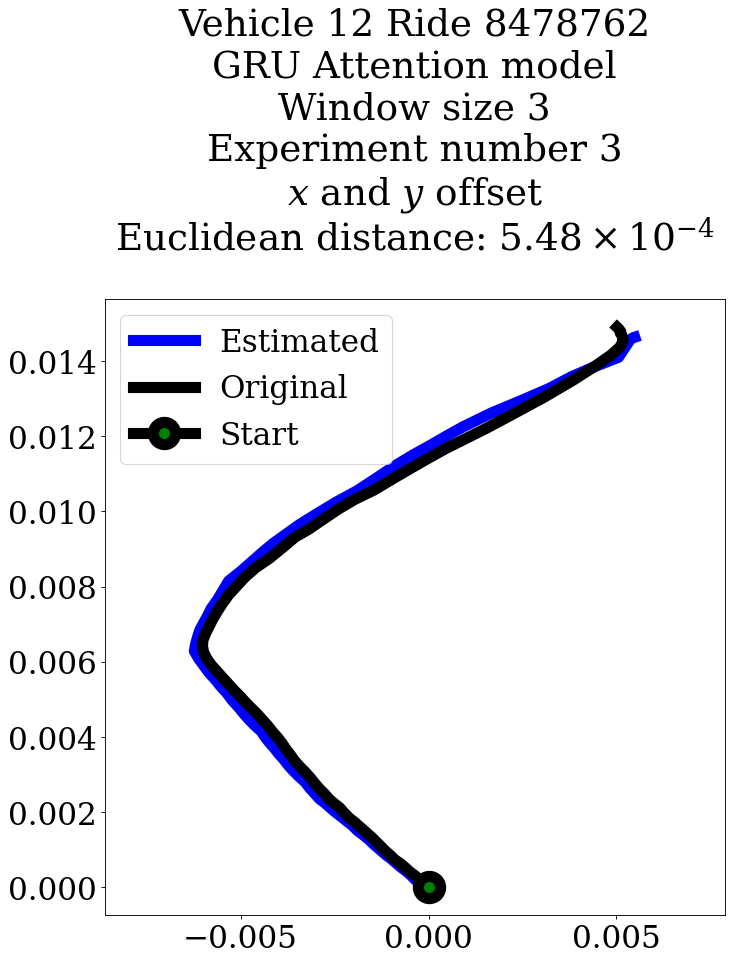 Vehicle 12 Ride 8478762
GRU Attention model
Window size 3
Experiment number 3
x and y offset
Euclidean distance: 5.48 × 10⁻⁴
Estimated
Original
Start
0.014
0.012
0.010
0.008
0.006
0.004
0.002
0.000
−0.005 0.000 0.005